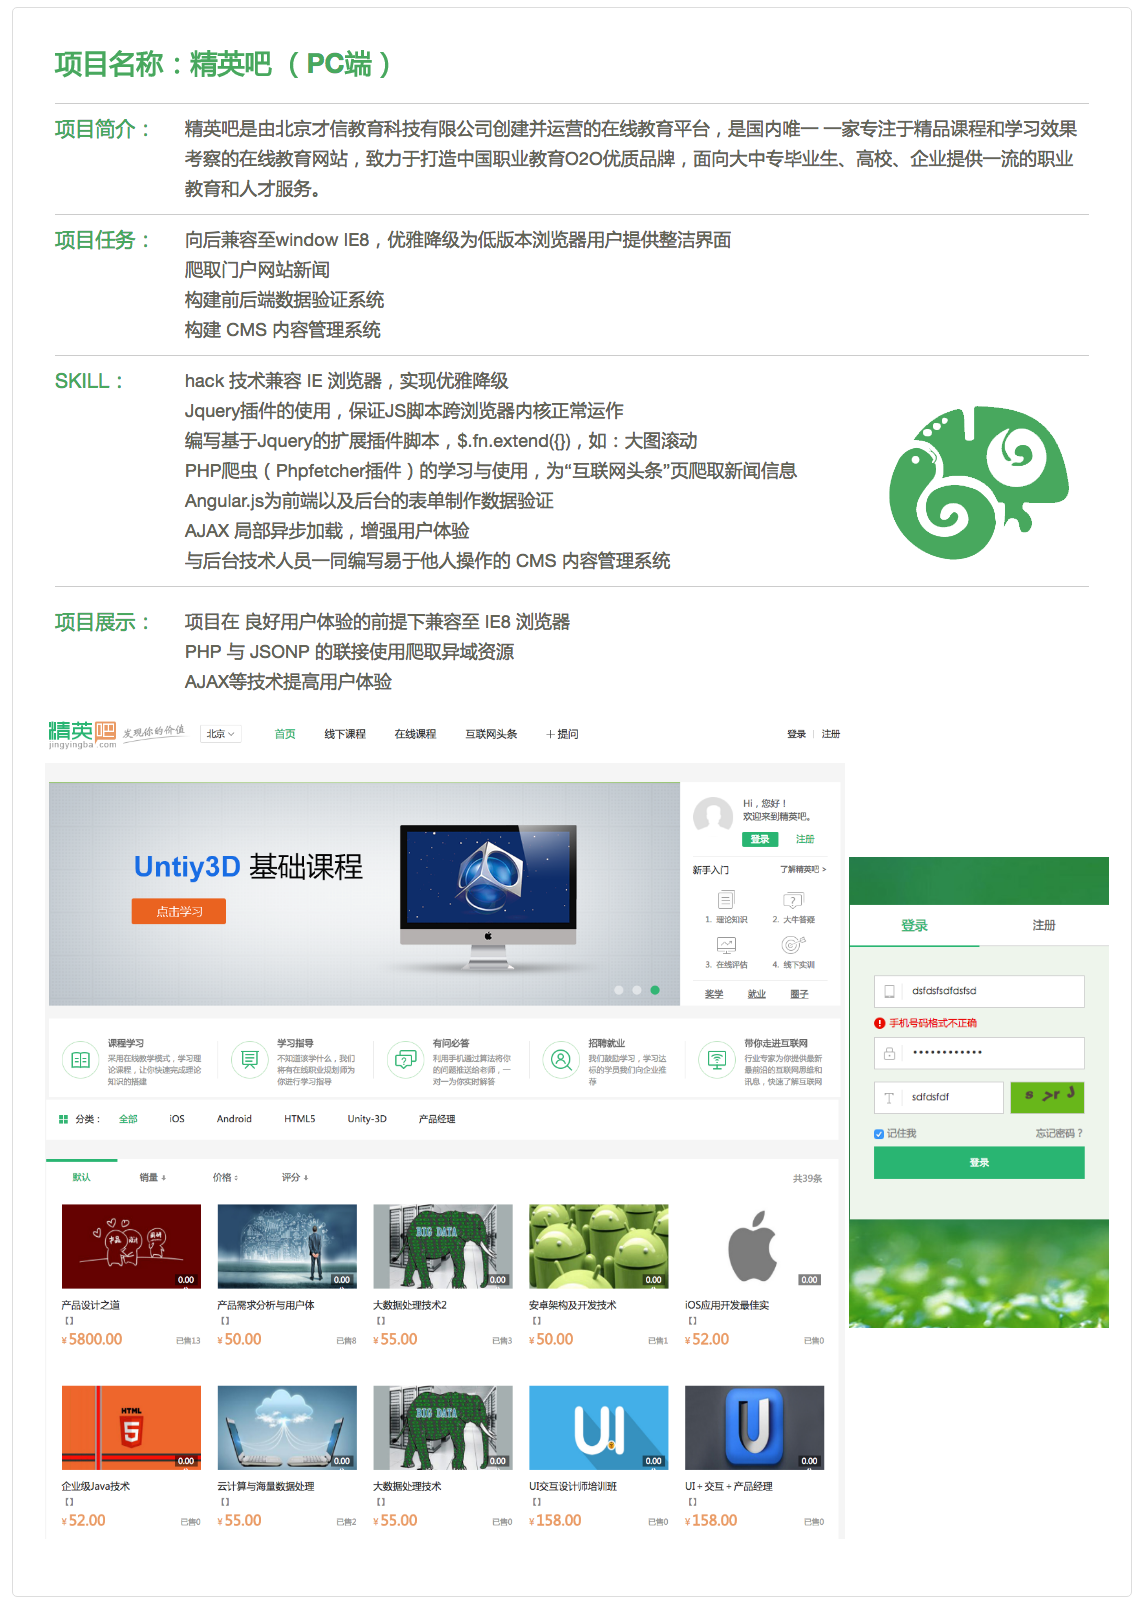 项目名称：精英吧 （PC端）
项目简介：
精英吧是由北京才信教育科技有限公司创建并运营的在线教育平台，是国内唯一 一家专注于精品课程和学习效果
考察的在线教育网站，致力于打造中国职业教育O2O优质品牌，面向大中专毕业生、高校、企业提供一流的职业
教育和人才服务。
项目任务：
向后兼容至window IE8，优雅降级为低版本浏览器用户提供整洁界面
爬取门户网站新闻
构建前后端数据验证系统
构建 CMS 内容管理系统
SKILL：
hack 技术兼容 IE 浏览器，实现优雅降级
Jquery插件的使用，保证JS脚本跨浏览器内核正常运作
编写基于Jquery的扩展插件脚本，$.fn.extend({})，如：大图滚动
PHP爬虫（Phpfetcher插件）的学习与使用，为“互联网头条”页爬取新闻信息
Angular.js为前端以及后台的表单制作数据验证
AJAX 局部异步加载，增强用户体验
与后台技术人员一同编写易于他人操作的 CMS 内容管理系统
项目展示：
项目在 良好用户体验的前提下兼容至 IE8 浏览器
PHP 与 JSONP 的联接使用爬取异域资源
AJAX等技术提高用户体验
精英吧 发现你的价值
jingyingba.com
北京 首页 线下课程 在线课程 互联网头条 + 提问 登录 注册
Untiy3D 基础课程
点击学习
Hi，您好！
欢迎来到精英吧。
登录 注册
新手入门 了解精英吧 >
1. 理论知识 2. 大牛答疑
3. 在线评估 4. 线下实训
奖学 就业 圈子
课程学习
采用在线教学模式，学习理
论课程，让你快速完成理论
知识的搭建
学习指导
不知道该学什么，我们
将有在线职业规划师为
你进行学习指导
有问必答
利用手机通过算法将你
的问题推送给老师，一
对一为你实时解答
招聘就业
我们鼓励学习，学习达
标的学员我们向企业推
荐
带你走进互联网
行业专家为你提供最新
最前沿的互联网思维和
讯息，快速了解互联网
分类： 全部 iOS Android HTML5 Unity-3D 产品经理
默认 销量 价格 评分 共39条
产品 设计
0.00 0.00 BIG DATA 0.00 0.00 0.00
产品设计之道 产品需求分析与用户体 大数据处理技术2 安卓架构及开发技术 iOS应用开发最佳实
【】 【】 【】 【】 【】
¥ 5800.00 已售13 ¥ 50.00 已售8 ¥ 55.00 已售3 ¥ 50.00 已售1 ¥ 52.00 已售0
HTML 5 0.00 0.00 BIG DATA 0.00 UI 0.00 U 0.00
企业级Java技术 云计算与海量数据处理 大数据处理技术 UI交互设计师培训班 UI+交互+产品经理
【】 【】 【】 【】 【】
¥ 52.00 已售0 ¥ 55.00 已售2 ¥ 55.00 已售0 ¥ 158.00 已售0 ¥ 158.00 已售0
登录 注册
dsfdsfsdfdsfsd
手机号码格式不正确
••••••••••••
sdfdsfdf
记住我 忘记密码？
登录